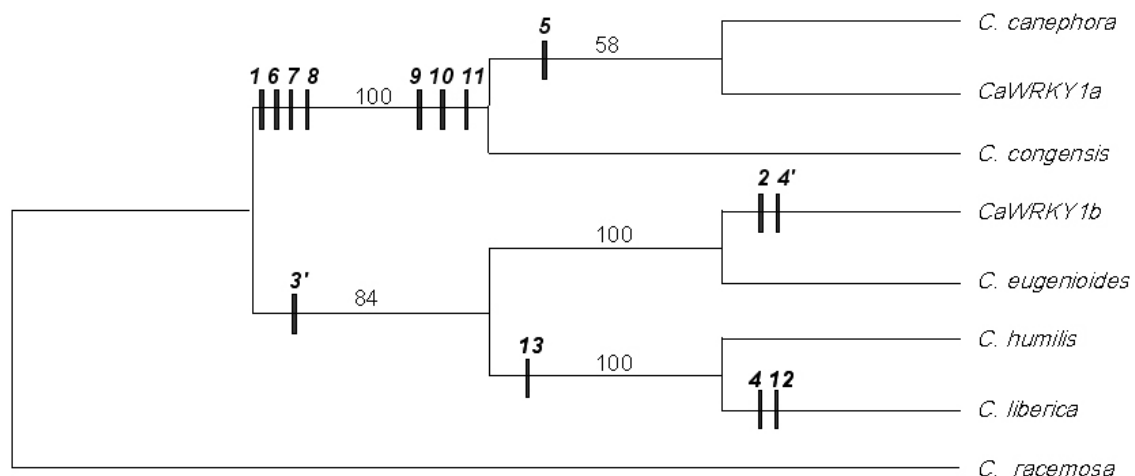 C. canephora
5
58
1 6 7 8
100
9 10 11
CaWRKY1a
C. congensis
2 4'
CaWRKY1b
100
C. eugenioides
3'
84
13
100
C. humilis
4 12
C. liberica
C. racemosa